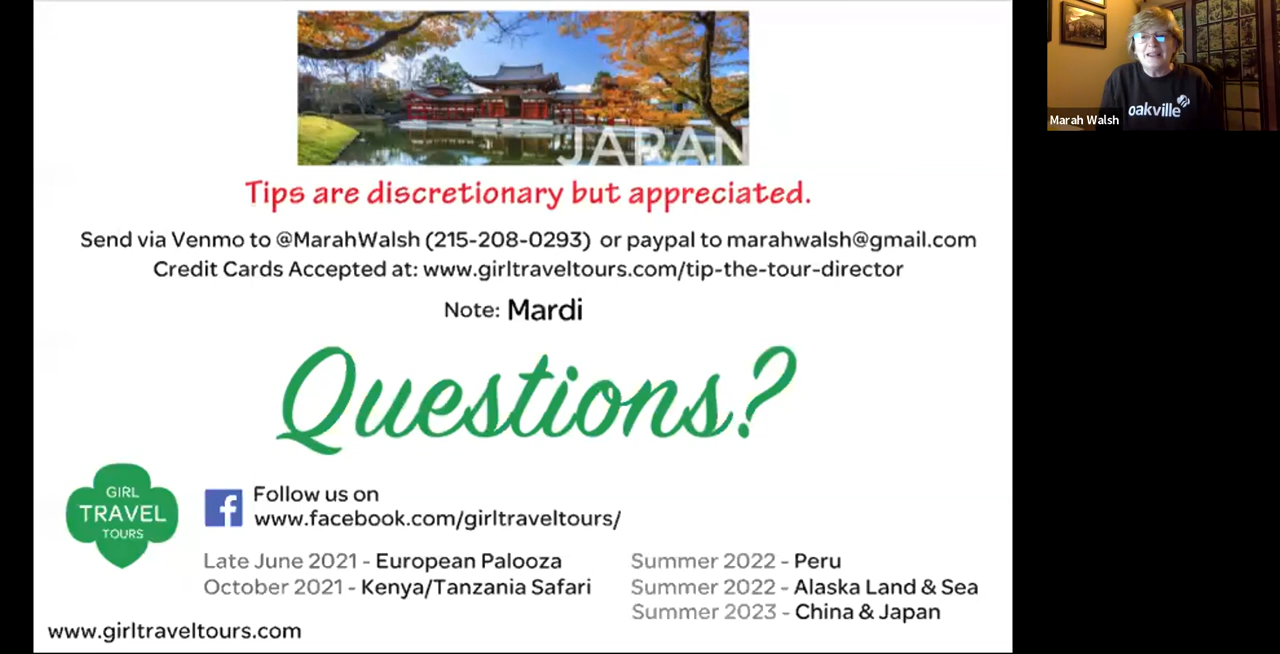 JAPAN
Tips are discretionary but appreciated.
Send via Venmo to @MarahWalsh (215-208-0293) or paypal to marahwalsh@gmail.com
Credit Cards Accepted at: www.girltraveltours.com/tip-the-tour-director
Note: Mardi
Questions?
GIRL
TRAVEL
TOURS
Follow us on
www.facebook.com/girltraveltours/
Late June 2021 - European Palooza
October 2021 - Kenya/Tanzania Safari
Summer 2022 - Peru
Summer 2022 - Alaska Land & Sea
Summer 2023 - China & Japan
www.girltraveltours.com
oakville
Marah Walsh